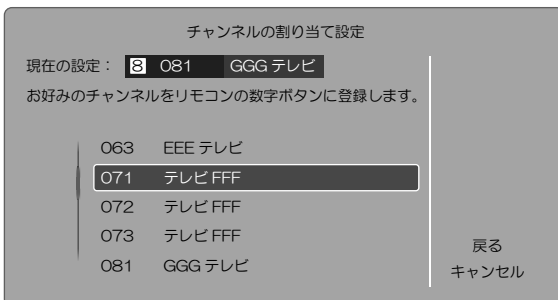 チャンネルの割り当て設定
現在の設定： 8 081 GGG テレビ
お好みのチャンネルをリモコンの数字ボタンに登録します。
063 EEE テレビ
071 テレビ FFF
072 テレビ FFF
073 テレビ FFF
081 GGG テレビ
戻る
キャンセル